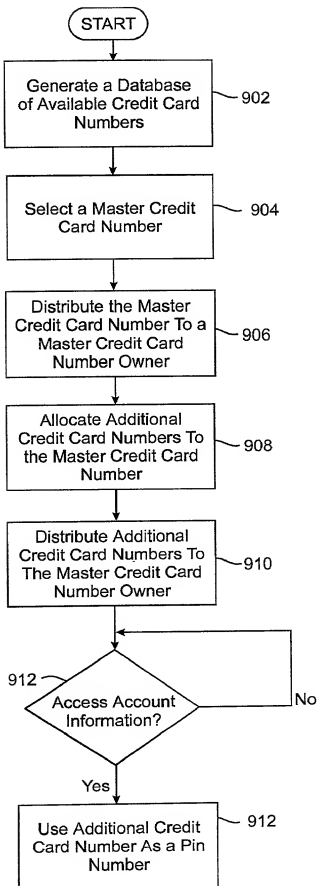 START
Generate a Database
of Available Credit Card
Numbers
902
Select a Master Credit
Card Number
904
Distribute the Master
Credit Card Number To a
Master Credit Card
Number Owner
906
Allocate Additional
Credit Card Numbers To
the Master Credit Card
Number
908
Distribute Additional
Credit Card Numbers To
The Master Credit Card
Number Owner
910
912
Access Account
Information?
No
Yes
Use Additional Credit
Card Number As a Pin
Number
912